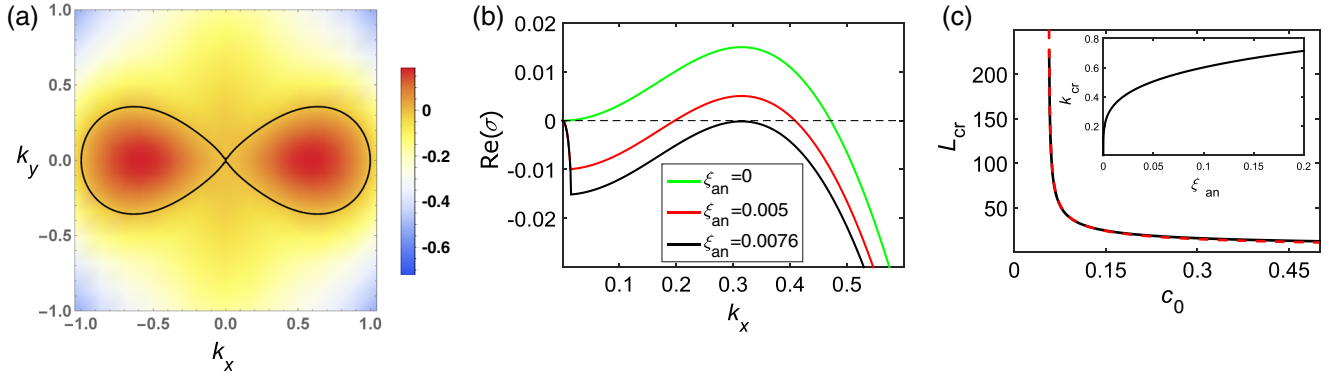 (a)
1.0
0.5
0.0
−0.5
−1.0
k_y
−1.0 −0.5 0.0 0.5 1.0
k_x
0
-0.2
-0.4
-0.6
(b)
0.02
0.01
0
-0.01
-0.02
Re(σ)
0.1 0.2 0.3 0.4 0.5
k_x
ξ_an=0
ξ_an=0.005
ξ_an=0.0076
(c)
200
150
100
50
L_cr
0 0.15 0.3 0.45
c_0
0.8
0.6
0.4
0.2
k_cr
0 0.05 0.1 0.15 0.2
ξ_an